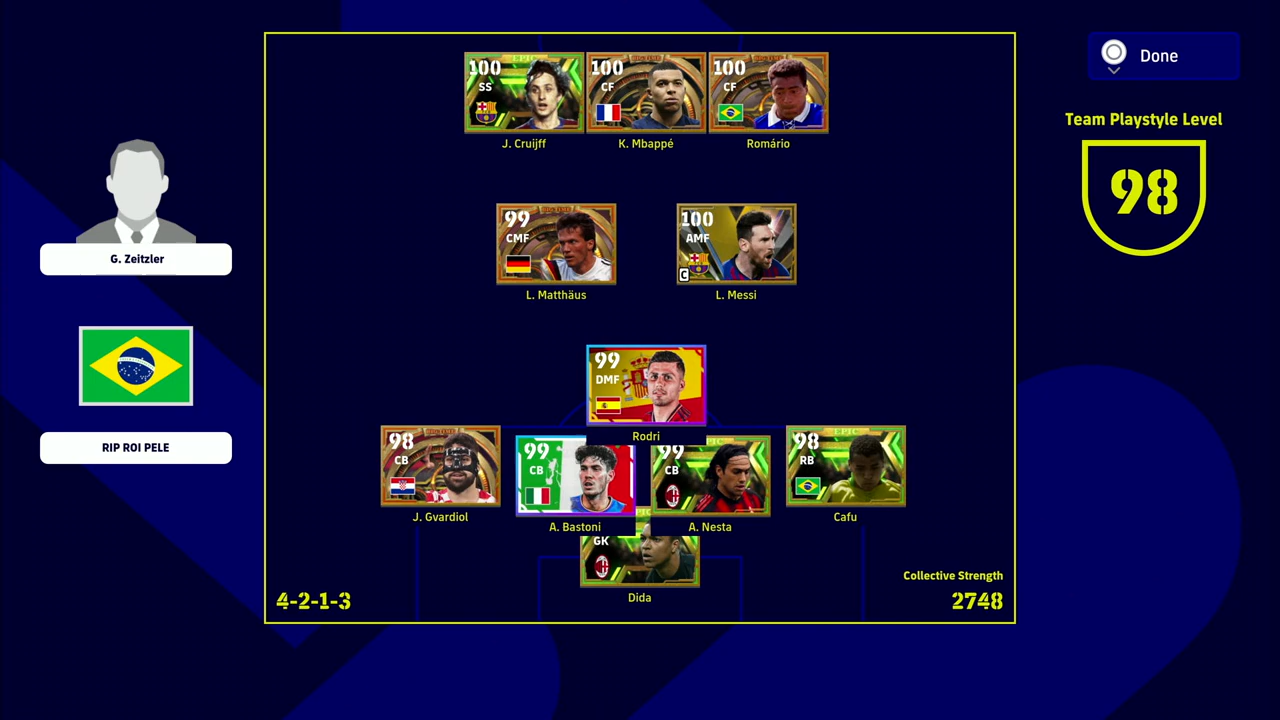 Done
Team Playstyle Level
98
G. Zeitzler
RIP ROI PELE
100
SS
J. Cruijff
100
CF
K. Mbappé
100
CF
Romário
99
CMF
L. Matthäus
100
AMF
C
L. Messi
99
DMF
Rodri
98
CB
J. Gvardiol
99
CB
A. Bastoni
99
CB
A. Nesta
98
RB
Cafu
GK
Dida
4-2-1-3
Collective Strength
2748